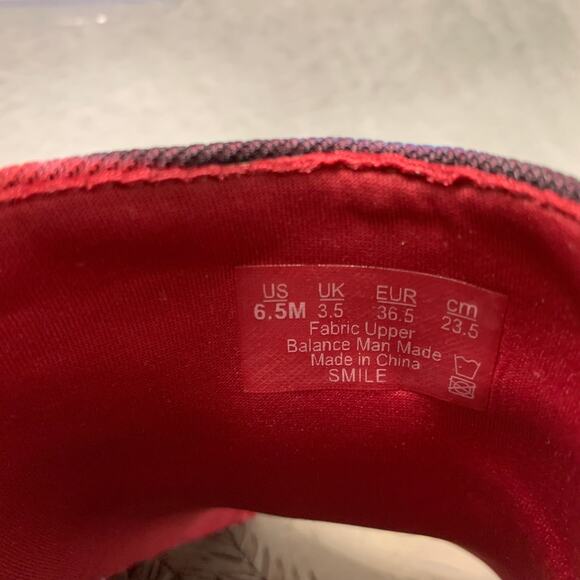 US UK EUR cm
6.5M 3.5 36.5 23.5
Fabric Upper
Balance Man Made
Made in China
SMILE